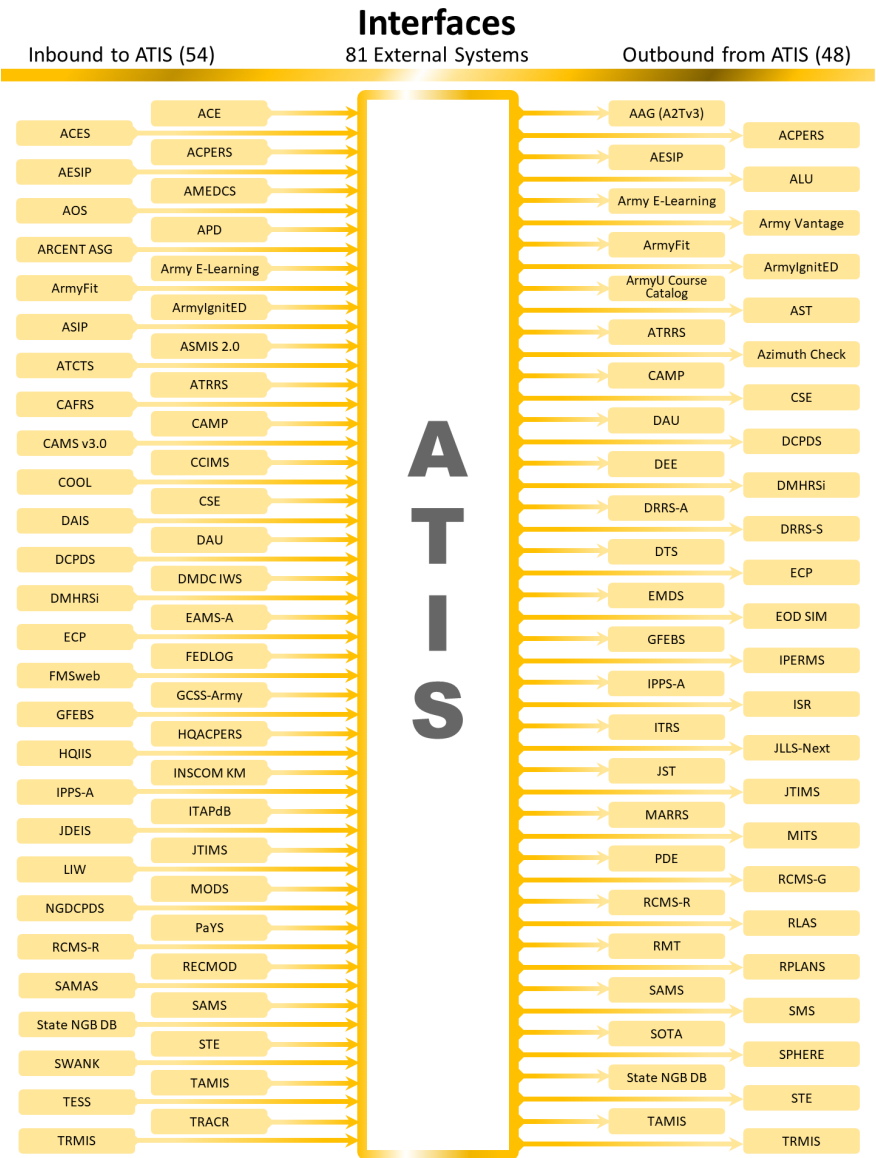 Interfaces
Inbound to ATIS (54)
81 External Systems
Outbound from ATIS (48)
ACE
ACES
ACPERS
AESIP
AMEDCS
AOS
APD
ARCENT ASG
Army E-Learning
ArmyFit
ArmyIgnitED
ASIP
ASMIS 2.0
ATCTS
ATRRS
CAFRS
CAMP
CAMS v3.0
CCIMS
COOL
CSE
DAIS
DAU
DCPDS
DMDC IWS
DMHRSi
EAMS-A
ECP
FEDLOG
FMSweb
GCSS-Army
GFEBS
HQACPERS
HQIIS
INSCOM KM
IPPS-A
ITAPdB
JDEIS
JTIMS
LIW
MODS
NGDCPDS
PaYS
RCMS-R
RECMOD
SAMAS
SAMS
State NGB DB
STE
SWANK
TAMIS
TESS
TRACR
TRMIS
A
T
I
S
AAG (A2Tv3)
ACPERS
AESIP
ALU
Army E-Learning
Army Vantage
ArmyFit
ArmyIgnitED
ArmyU Course
Catalog
AST
ATRRS
Azimuth Check
CAMP
CSE
DAU
DCPDS
DEE
DMHRSi
DRRS-A
DRRS-S
DTS
ECP
EMDS
EOD SIM
GFEBS
IPERMS
IPPS-A
ISR
ITRS
JLLS-Next
JST
JTIMS
MARRS
MITS
PDE
RCMS-G
RCMS-R
RLAS
RMT
RPLANS
SAMS
SMS
SOTA
SPHERE
State NGB DB
STE
TAMIS
TRMIS